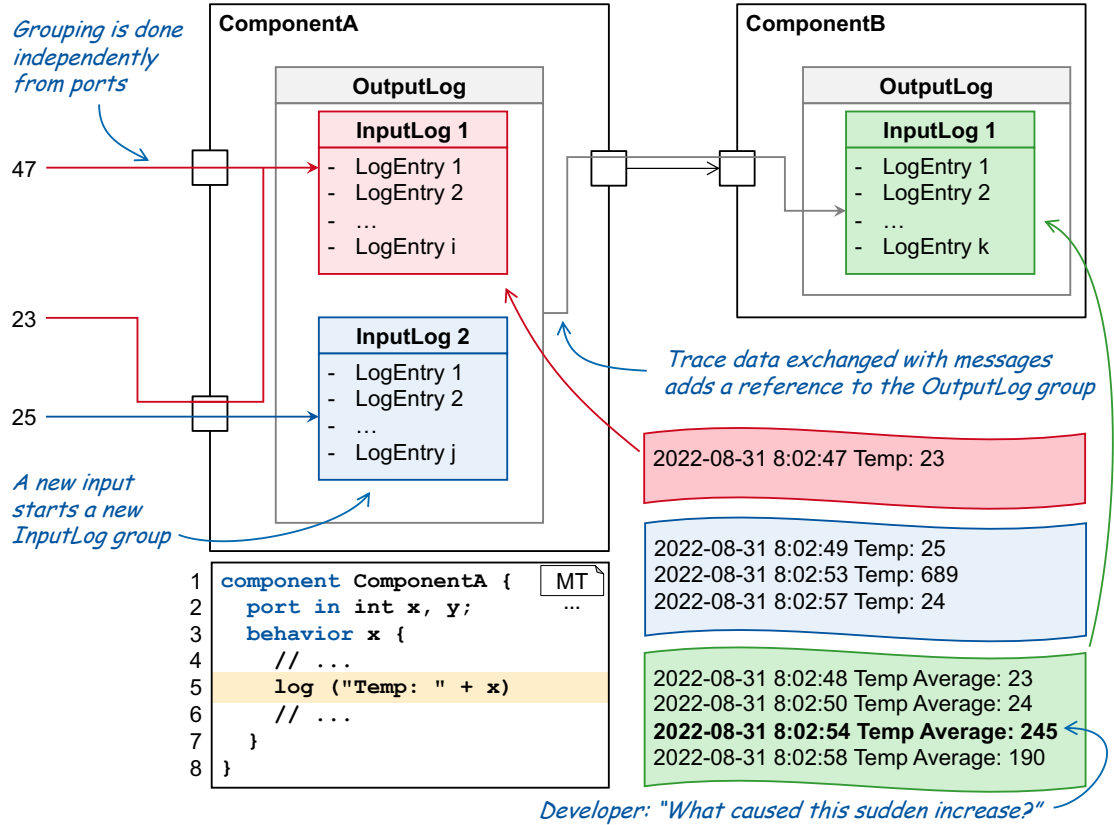 Grouping is done
independently
from ports
ComponentA
ComponentB
OutputLog
OutputLog
InputLog 1
- LogEntry 1
- LogEntry 2
- ...
- LogEntry i
InputLog 1
- LogEntry 1
- LogEntry 2
- ...
- LogEntry k
47
23
25
InputLog 2
- LogEntry 1
- LogEntry 2
- ...
- LogEntry j
Trace data exchanged with messages
adds a reference to the OutputLog group
A new input
starts a new
InputLog group
2022-08-31 8:02:47 Temp: 23
2022-08-31 8:02:49 Temp: 25
2022-08-31 8:02:53 Temp: 689
2022-08-31 8:02:57 Temp: 24
2022-08-31 8:02:48 Temp Average: 23
2022-08-31 8:02:50 Temp Average: 24
2022-08-31 8:02:54 Temp Average: 245
2022-08-31 8:02:58 Temp Average: 190
MT
...
1 component ComponentA {
2 port in int x, y;
3 behavior x {
4 // ...
5 log ("Temp: " + x)
6 // ...
7 }
8 }
Developer: "What caused this sudden increase?"